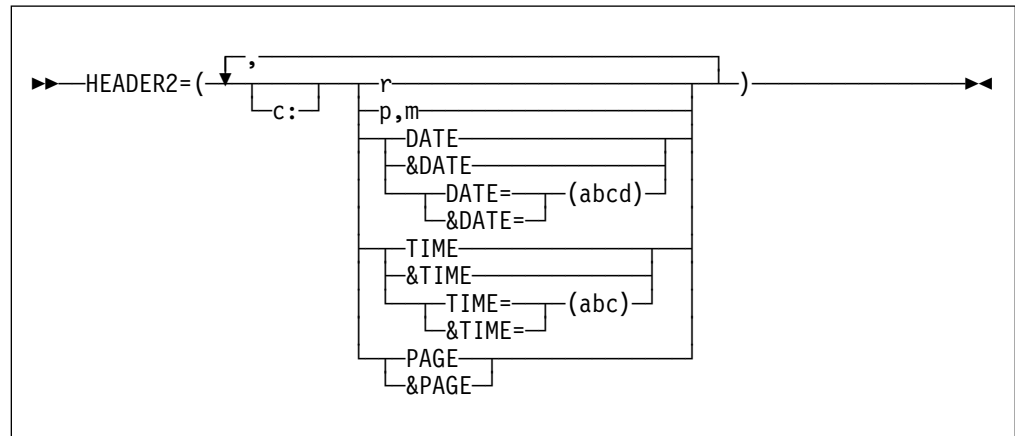 ,
HEADER2=( r )
c: p,m
DATE
&DATE
DATE= (abcd)
&DATE=
TIME
&TIME
TIME= (abc)
&TIME=
PAGE
&PAGE